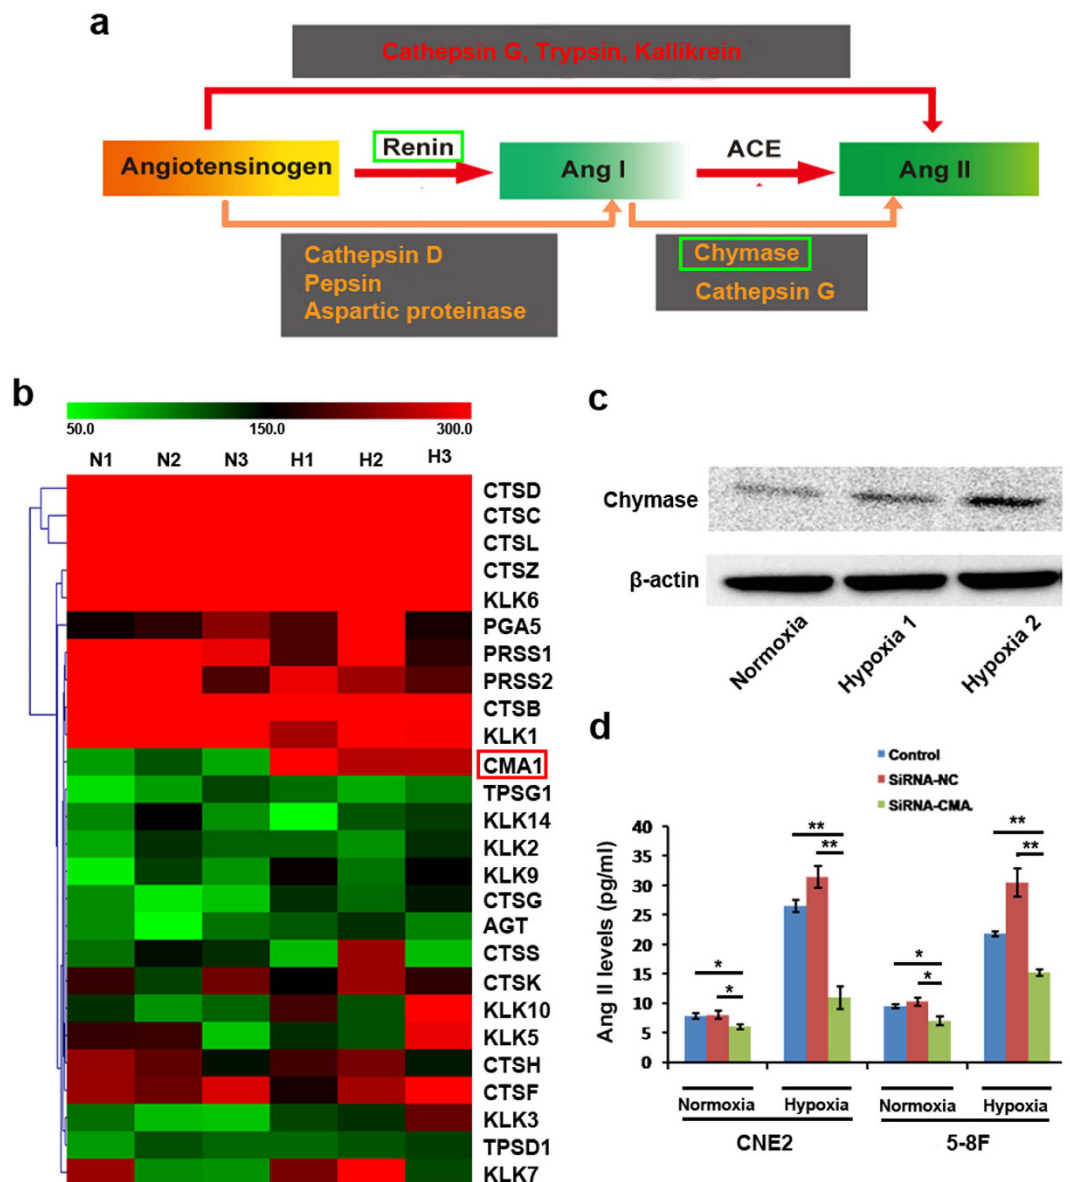 a
Cathepsin G, Trypsin, Kallikrein
Angiotensinogen
Renin
Ang I
ACE
Ang II
Cathepsin D
Pepsin
Aspartic proteinase
Chymase
Cathepsin G
b
50.0 150.0 300.0
N1 N2 N3 H1 H2 H3
CTSD
CTSC
CTSL
CTSZ
KLK6
PGA5
PRSS1
PRSS2
CTSB
KLK1
CMA1
TPSG1
KLK14
KLK2
KLK9
CTSG
AGT
CTSS
CTSK
KLK10
KLK5
CTSH
CTSF
KLK3
TPSD1
KLK7
c
Chymase
β-actin
Normoxia
Hypoxia 1
Hypoxia 2
d
Control
SiRNA-NC
SiRNA-CMA.
Ang II levels (pg/ml)
40
35
30
25
20
15
10
5
0
*
*
**
**
*
*
**
**
Normoxia Hypoxia Normoxia Hypoxia
CNE2 5-8F